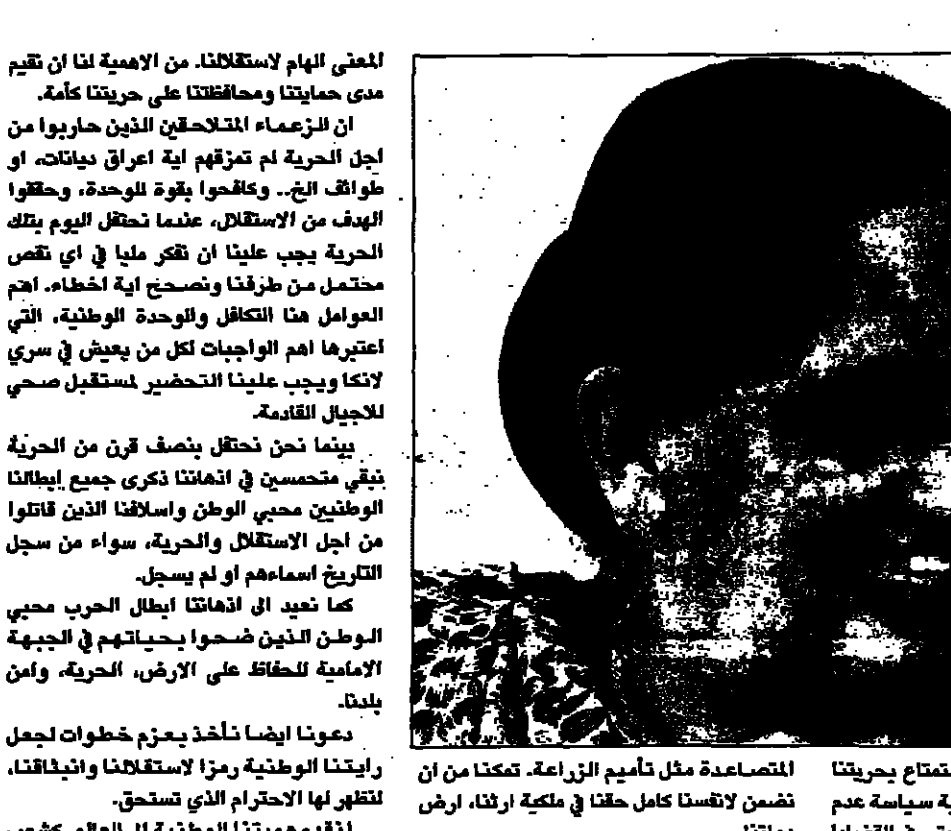 المعنى الهام لاستقلالنا. من الاهمية لنا ان نقيم
مدى حمايتنا ومحافظتنا على حريتنا كأمة.
ان الزعماء المتلاحقين الذين حاربوا من
اجل الحرية لم تمزقهم اية اعراق ديانات، او
طوائف الخ.. وكافحوا بقوة للوحدة، وحققوا
الهدف من الاستقلال، عندما نحتفل اليوم بتلك
الحرية يجب علينا ان نفكر مليا في اي نقص
محتمل من طرفنا ونصحح اية اخطاء. اهم
العوامل هنا التكافل والوحدة الوطنية، التي
اعتبرها اهم الواجبات لكل من يعيش في سري
لانكا ويجب علينا التحضير لمستقبل صحي
للاجيال القادمة.
بينما نحن نحتفل بنصف قرن من الحرية
نبقي متحمسين في اذهاننا ذكرى جميع إبطالنا
الوطنيين محبي الوطن واسلافنا الذين قاتلوا
من اجل الاستقلال والحرية، سواء من سجل
التاريخ اسماءهم او لم يسجل.
كما نعيد الى اذهاننا ابطال الحرب محبي
الوطن الذين ضحوا بحياتهم في الجبهة
الامامية للحفاظ على الارض، الحرية، وامن
بلدنا.
دعونا ايضا نأخذ بعزم خطوات لجعل
رايتنا الوطنية رمزا لاستقلالنا وانبثاقنا،
لنظهر لها الاحترام الذي تستحق.
المتصاعدة مثل تأميم الزراعة. تمكنا من ان
نضمن لانفسنا كامل حقنا في ملكية ارثنا، ارض
تمتاع بحريتنا
ية سياسة عدم